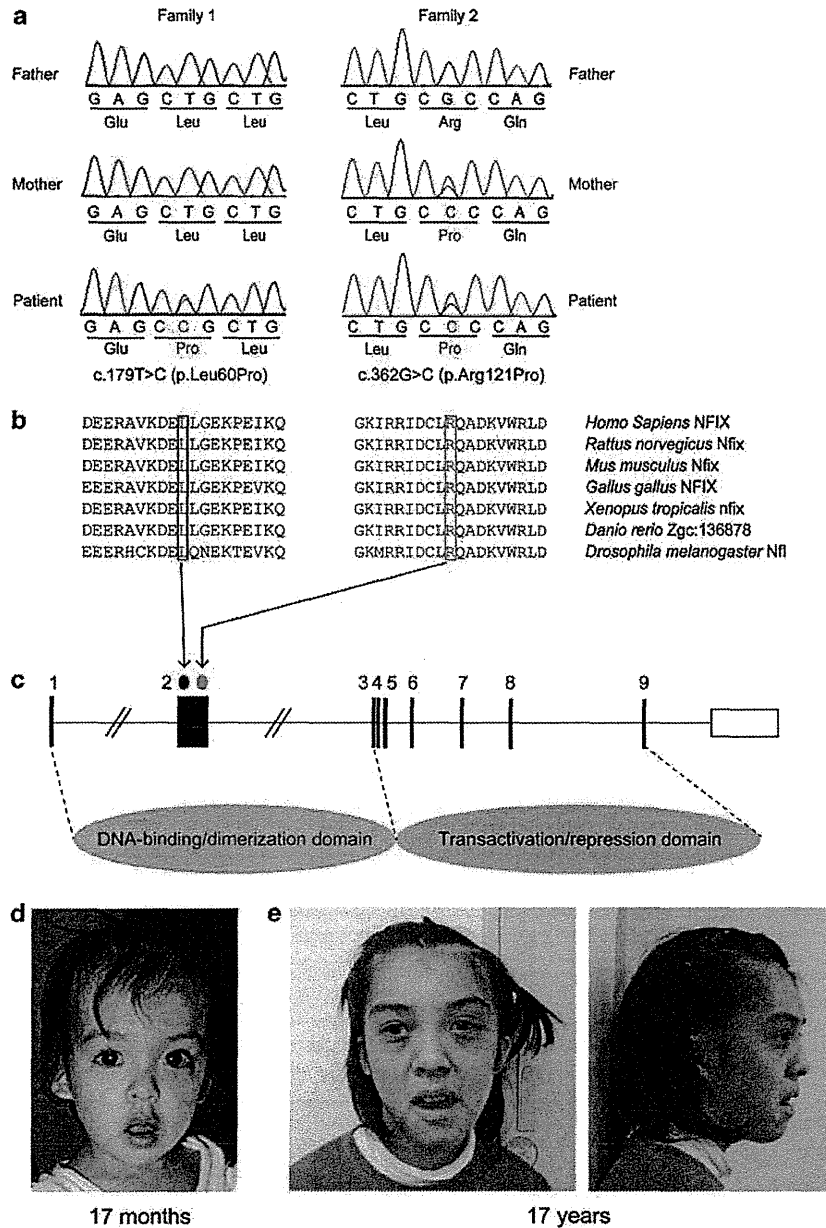 a
Family 1
Family 2
Father
G A G C T G C T G
Glu Leu Leu
C T G C G C C A G
Leu Arg Gln
Father
Mother
G A G C T G C T G
Glu Leu Leu
C T G C C C C A G
Leu Pro Gln
Mother
Patient
G A G C C G C T G
Glu Pro Leu
c.179T>C (p.Leu60Pro)
C T G C C C C A G
Leu Pro Gln
c.362G>C (p.Arg121Pro)
Patient
b
DEERAVKDELLGEKPEIKQ GKIRRIDCLRQADKVWRLD Homo Sapiens NFIX
DEERAVKDELLGEKPEIKQ GKIRRIDCLRQADKVWRLD Rattus norvegicus Nfix
DEERAVKDELLGEKPEIKQ GKIRRIDCLRQADKVWRLD Mus musculus Nfix
EEERAVKDELLGEKPEVKQ GKIRRIDCLRQADKVWRLD Gallus gallus NFIX
DEERAVKDELLGEKPEIKQ GKIRRIDCLRQADKVWRLD Xenopus tropicalis nfix
DEERAVKDELLGEKPEIKQ GKIRRIDCLRQADKVWRLD Danio rerio Zgc:136878
EEERHCKDELQNEKTEVKQ GKMRRIDCLRQADKVWRLD Drosophila melanogaster NfI
c
1 2 3 4 5 6 7 8 9
DNA-binding/dimerization domain
Transactivation/repression domain
d
e
17 months
17 years